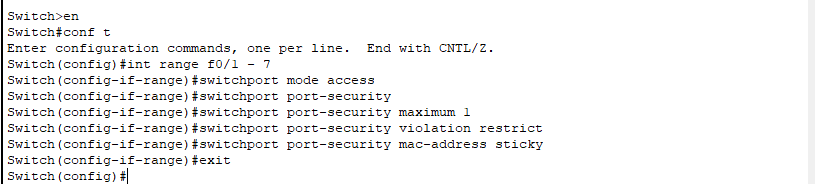 Switch>en
Switch#conf t
Enter configuration commands, one per line.  End with CNTL/Z.
Switch(config)#int range f0/1 - 7
Switch(config-if-range)#switchport mode access
Switch(config-if-range)#switchport port-security
Switch(config-if-range)#switchport port-security maximum 1
Switch(config-if-range)#switchport port-security violation restrict
Switch(config-if-range)#switchport port-security mac-address sticky
Switch(config-if-range)#exit
Switch(config)#